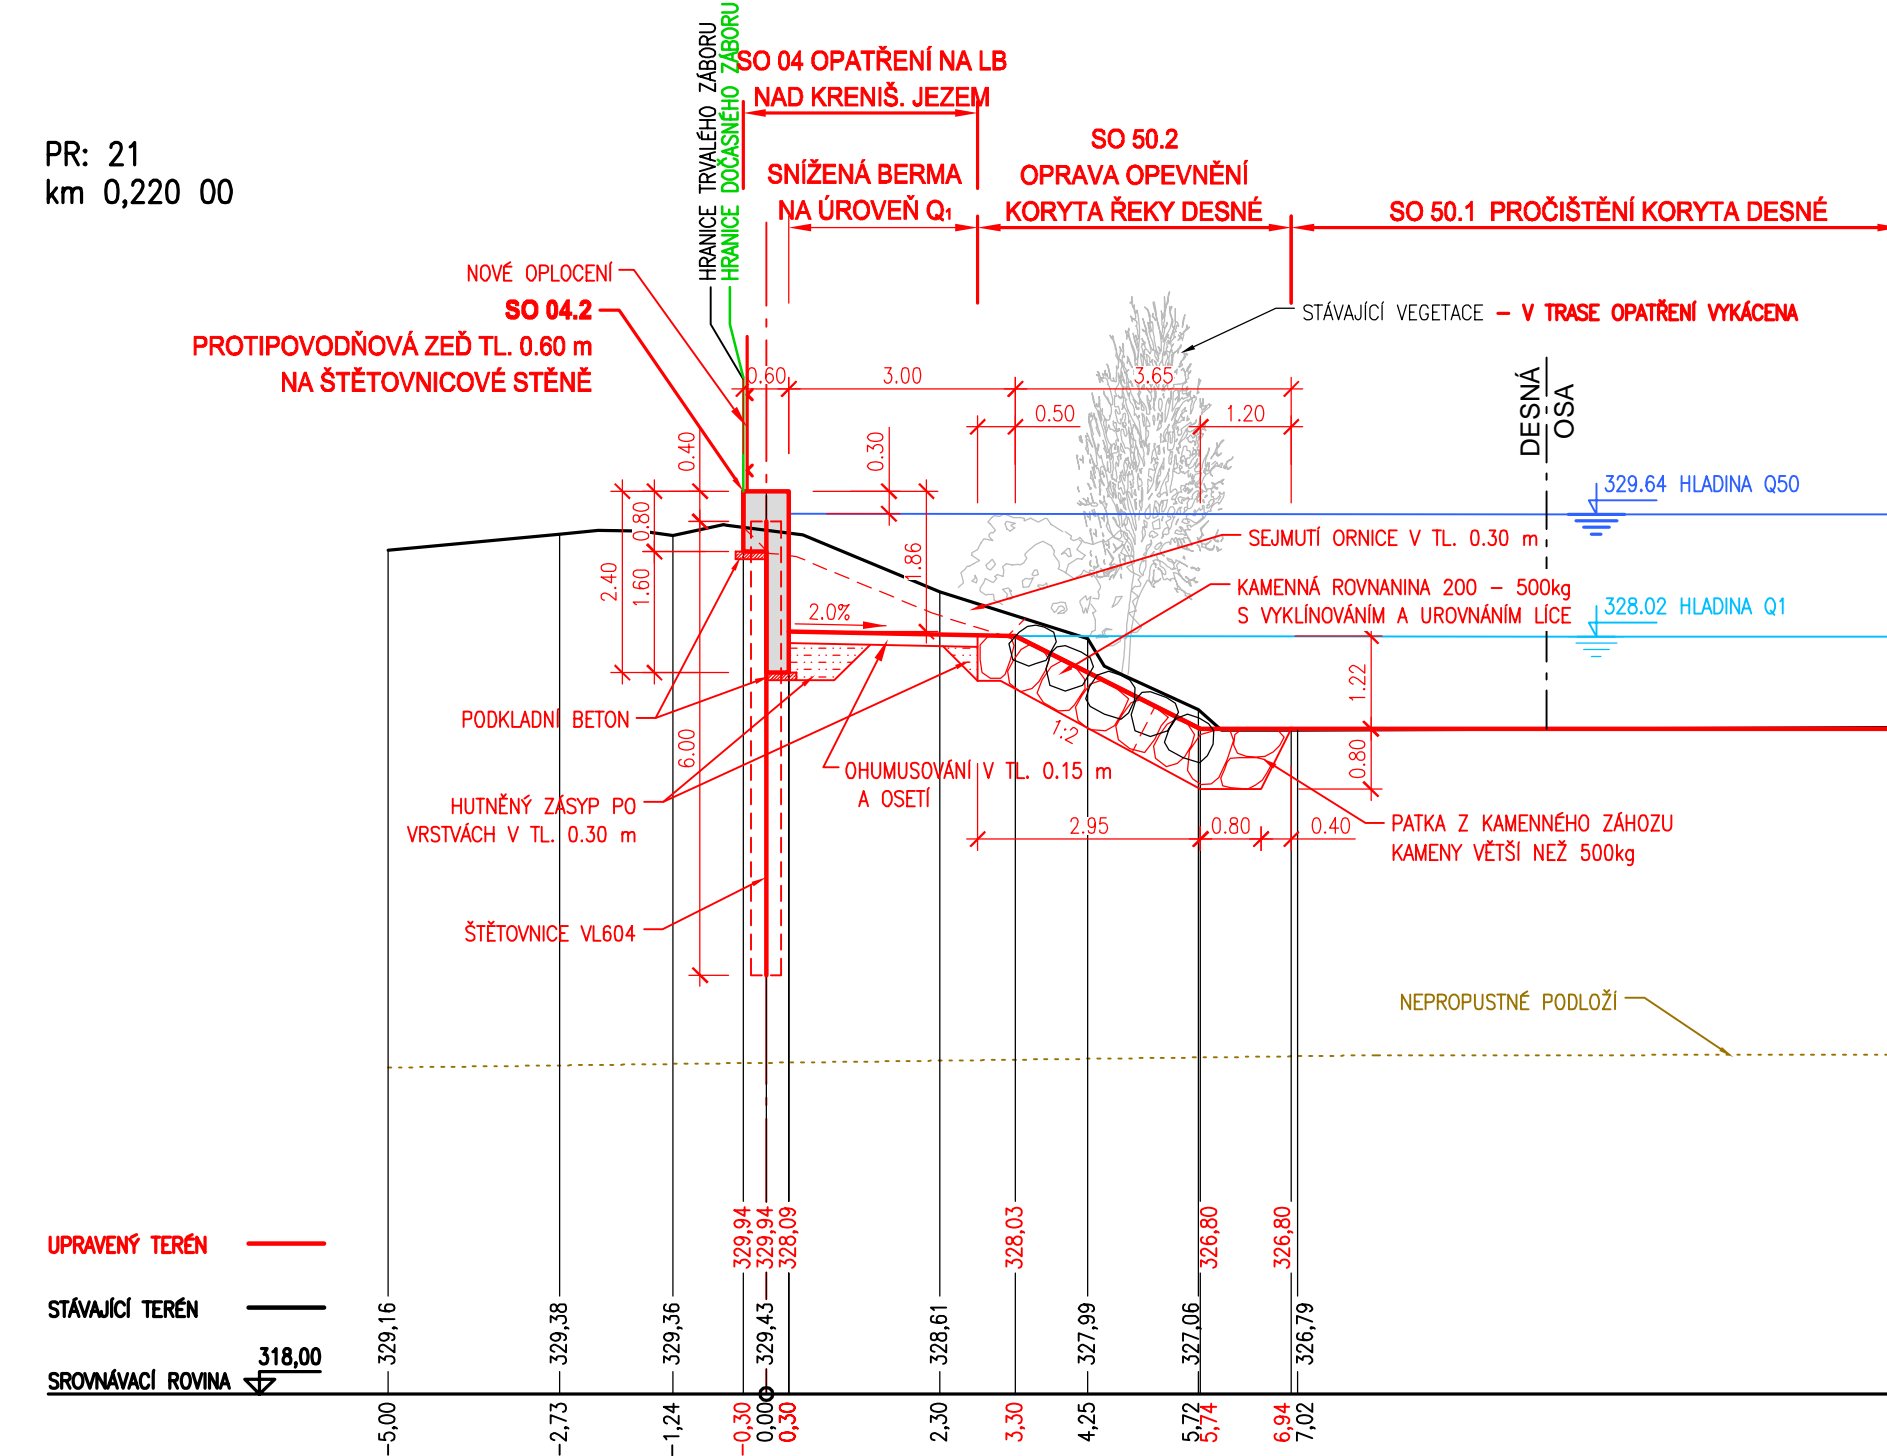 PR: 21
km 0,220 00
HRANICE TRVALÉHO ZÁBORU
HRANICE DOČASNÉHO ZÁBORU
SO 04 OPATŘENÍ NA LB
NAD KRENIŠ. JEZEM
SNÍŽENÁ BERMA
NA ÚROVEŇ Q1
SO 50.2
OPRAVA OPEVNĚNÍ
KORYTA ŘEKY DESNÉ
SO 50.1 PROČIŠTĚNÍ KORYTA DESNÉ
NOVÉ OPLOCENÍ
SO 04.2
PROTIPOVODŇOVÁ ZEĎ TL. 0.60 m
NA ŠTĚTOVNICOVÉ STĚNĚ
STÁVAJÍCÍ VEGETACE – V TRASE OPATŘENÍ VYKÁCENA
0.60
3.00
3.65
0.50
1.20
DESNÁ
OSA
0.40
0.30
0.80
2.40
1.60
1.86
329.64 HLADINA Q50
SEJMUTÍ ORNICE V TL. 0.30 m
KAMENNÁ ROVNANINA 200 – 500kg
S VYKLÍNOVÁNÍM A UROVNÁNÍM LÍCE
328.02 HLADINA Q1
2.0%
1.22
0.80
1:2
PODKLADNÍ BETON
6.00
OHUMUSOVÁNÍ V TL. 0.15 m
A OSETÍ
HUTNĚNÝ ZÁSYP PO
VRSTVÁCH V TL. 0.30 m
2.95
0.80
0.40
PATKA Z KAMENNÉHO ZÁHOZU
KAMENY VĚTŠÍ NEŽ 500kg
ŠTĚTOVNICE VL604
NEPROPUSTNÉ PODLOŽÍ
UPRAVENÝ TERÉN
329,94
329,94
328,09
328,03
326,80
326,80
STÁVAJÍCÍ TERÉN
329,16
329,38
329,36
329,43
328,61
327,99
327,06
326,79
318,00
SROVNÁVACÍ ROVINA
-5,00
-2,73
-1,24
-0,30
0,00
0,30
2,30
3,30
4,25
5,72
5,74
6,94
7,02